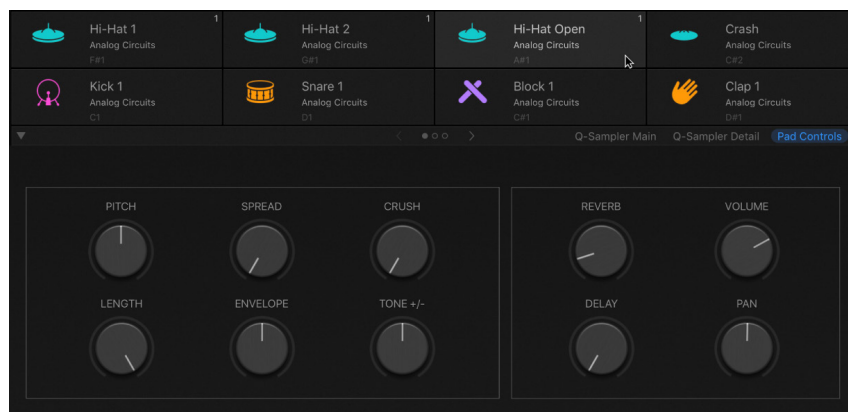 Hi-Hat 1
Analog Circuits
F#1
1
Hi-Hat 2
Analog Circuits
G#1
1
Hi-Hat Open
Analog Circuits
A#1
1
Crash
Analog Circuits
C#2
Kick 1
Analog Circuits
C1
Snare 1
Analog Circuits
D1
Block 1
Analog Circuits
C#1
Clap 1
Analog Circuits
D#1
Q-Sampler Main Q-Sampler Detail Pad Controls
PITCH SPREAD CRUSH
LENGTH ENVELOPE TONE +/-
REVERB VOLUME
DELAY PAN